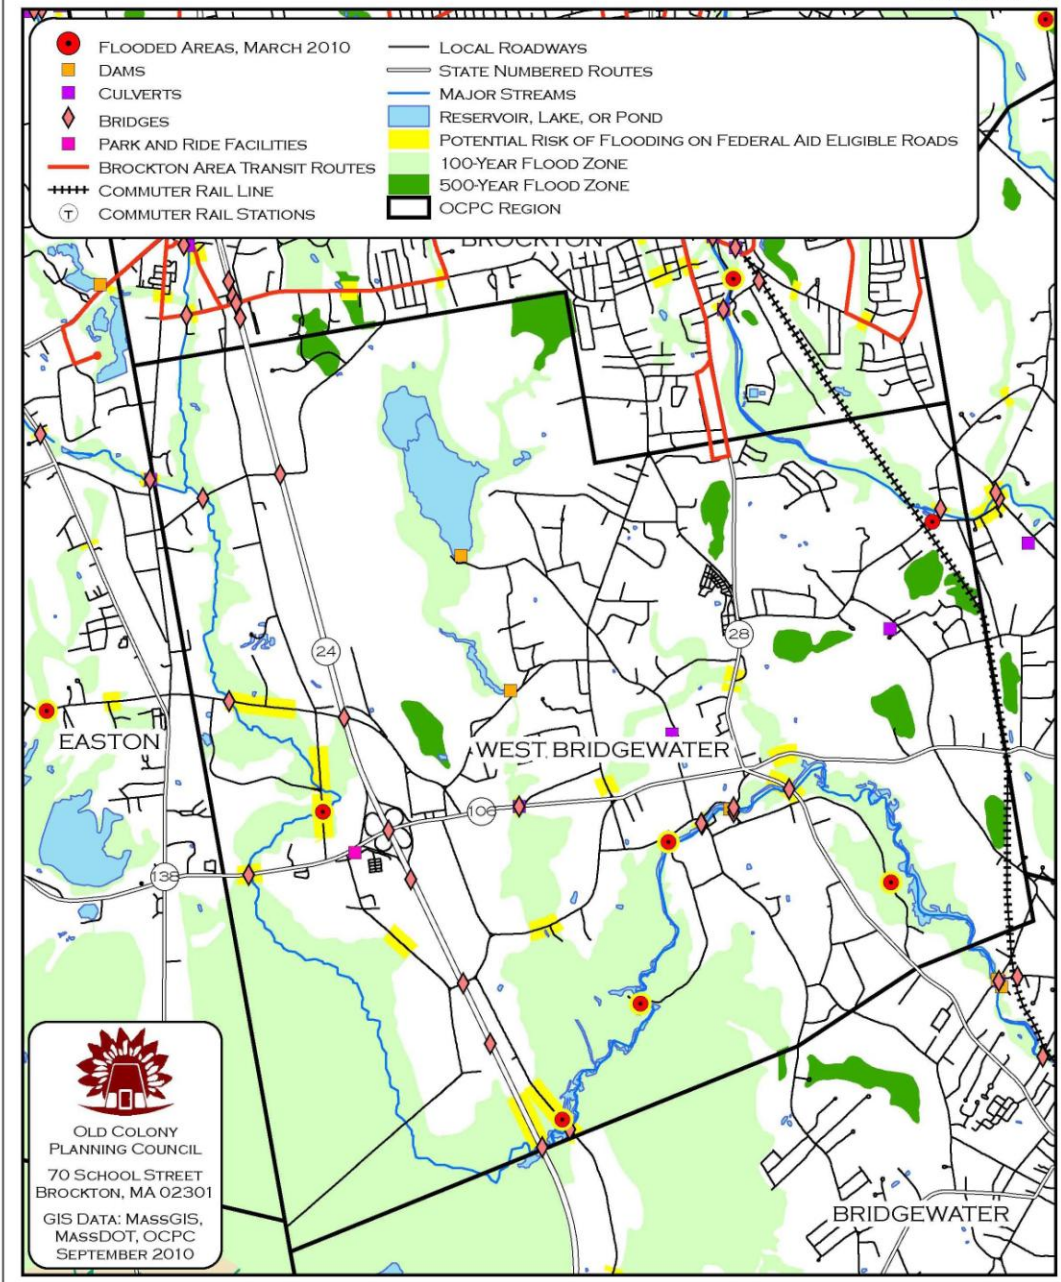 FLOODED AREAS, MARCH 2010
DAMS
CULVERTS
BRIDGES
PARK AND RIDE FACILITIES
BROCKTON AREA TRANSIT ROUTES
COMMUTER RAIL LINE
T COMMUTER RAIL STATIONS
LOCAL ROADWAYS
STATE NUMBERED ROUTES
MAJOR STREAMS
RESERVOIR, LAKE, OR POND
POTENTIAL RISK OF FLOODING ON FEDERAL AID ELIGIBLE ROADS
100-YEAR FLOOD ZONE
500-YEAR FLOOD ZONE
OCPC REGION
BROCKTON
28
24
EASTON
WEST BRIDGEWATER
106
138
OLD COLONY
PLANNING COUNCIL
70 SCHOOL STREET
BROCKTON, MA 02301
GIS DATA: MASSGIS,
MASSDOT, OCPC
SEPTEMBER 2010
BRIDGEWATER